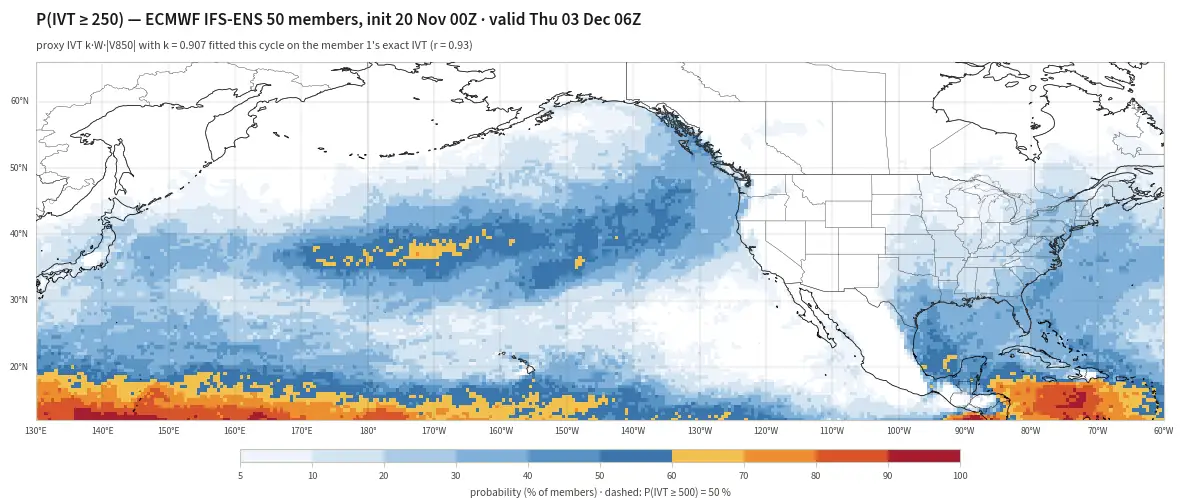 P(IVT ≥ 250) — ECMWF IFS-ENS 50 members, init 20 Nov 00Z · valid Thu 03 Dec 06Z
proxy IVT k·W·|V850| with k = 0.907 fitted this cycle on the member 1's exact IVT (r = 0.93)
60°N
50°N
40°N
30°N
20°N
130°E 140°E 150°E 160°E 170°E 180° 170°W 160°W 150°W 140°W 130°W 120°W 110°W 100°W 90°W 80°W 70°W 60°W
5 10 20 30 40 50 60 70 80 90 100
probability (% of members) · dashed: P(IVT ≥ 500) = 50 %